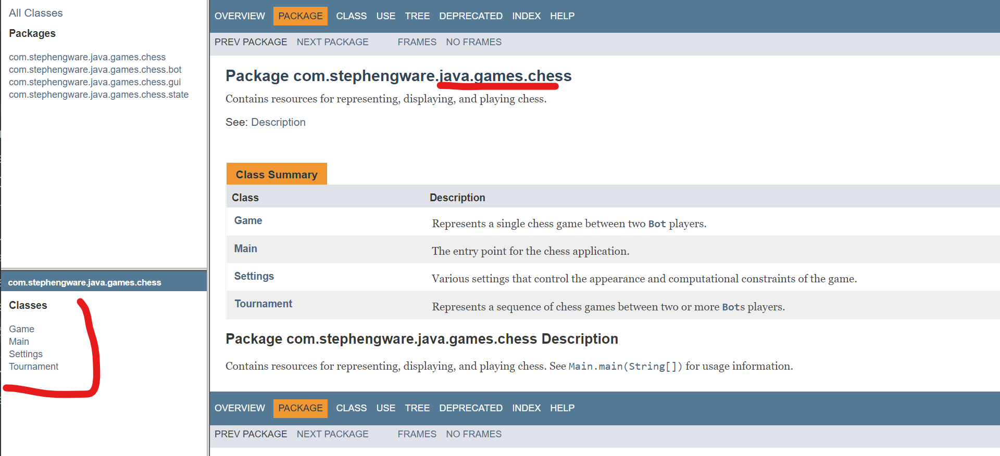 All Classes
Packages
com.stephengware.java.games.chess
com.stephengware.java.games.chess.bot
com.stephengware.java.games.chess.gui
com.stephengware.java.games.chess.state
com.stephengware.java.games.chess
Classes
Game
Main
Settings
Tournament
OVERVIEW PACKAGE CLASS USE TREE DEPRECATED INDEX HELP
PREV PACKAGE NEXT PACKAGE FRAMES NO FRAMES
Package com.stephengware.java.games.chess
Contains resources for representing, displaying, and playing chess.
See: Description
Class Summary
Class Description
Game Represents a single chess game between two Bot players.
Main The entry point for the chess application.
Settings Various settings that control the appearance and computational constraints of the game.
Tournament Represents a sequence of chess games between two or more Bots players.
Package com.stephengware.java.games.chess Description
Contains resources for representing, displaying, and playing chess. See Main.main(String[]) for usage information.
OVERVIEW PACKAGE CLASS USE TREE DEPRECATED INDEX HELP
PREV PACKAGE NEXT PACKAGE FRAMES NO FRAMES